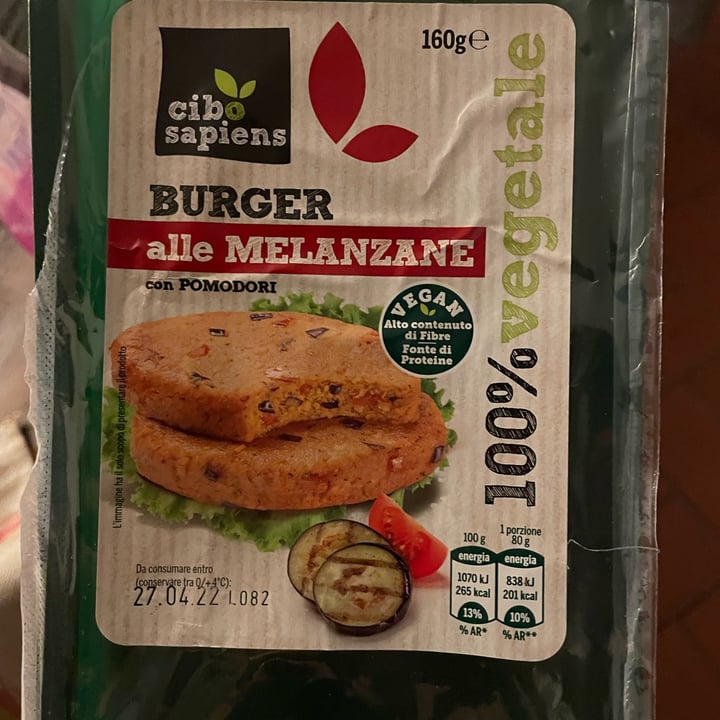 160g℮
cibo
sapiens
BURGER
alle MELANZANE
con POMODORI
100% vegetale
VEGAN
Alto contenuto
di Fibre
Fonte di
Proteine
L'immagine ha il solo scopo di presentare il prodotto
Da consumare entro
(conservare tra 0/+4°C):
27.04.22 L082
100 g
energia
1070 kJ
265 kcal
13%
% AR*
1 porzione
80 g
energia
838 kJ
201 kcal
10%
% AR**